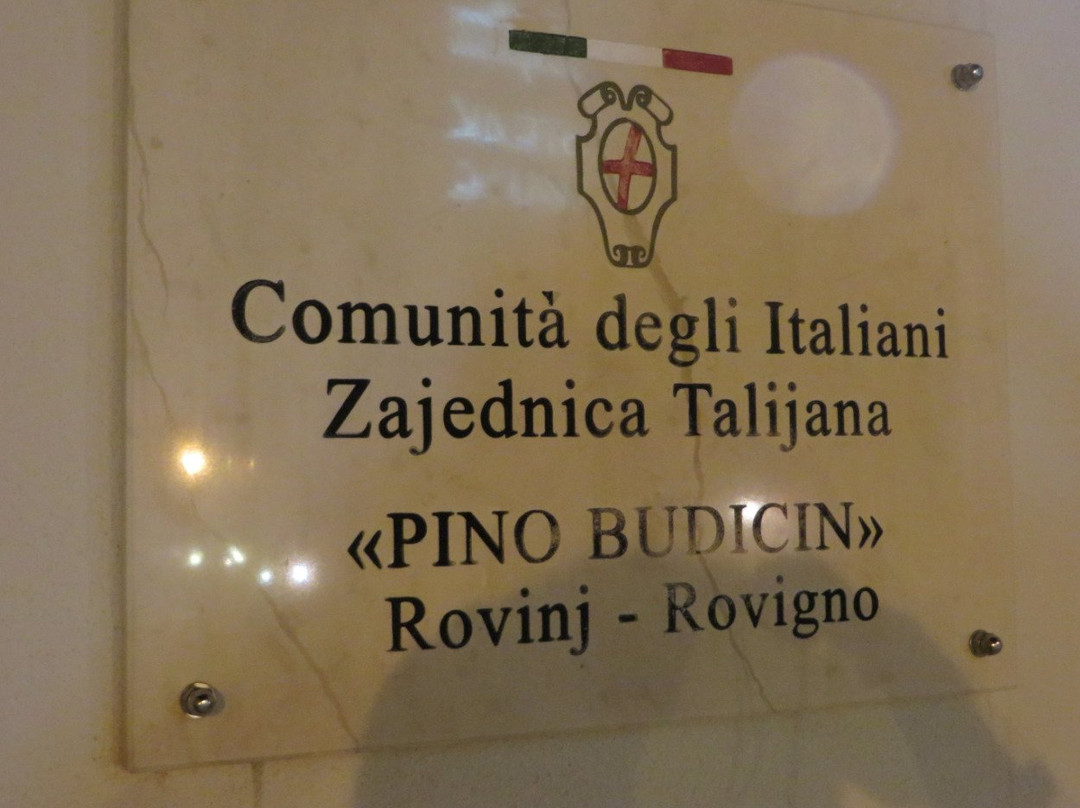 Comunità degli Italiani
Zajednica Talijana
«PINO BUDICIN»
Rovinj - Rovigno